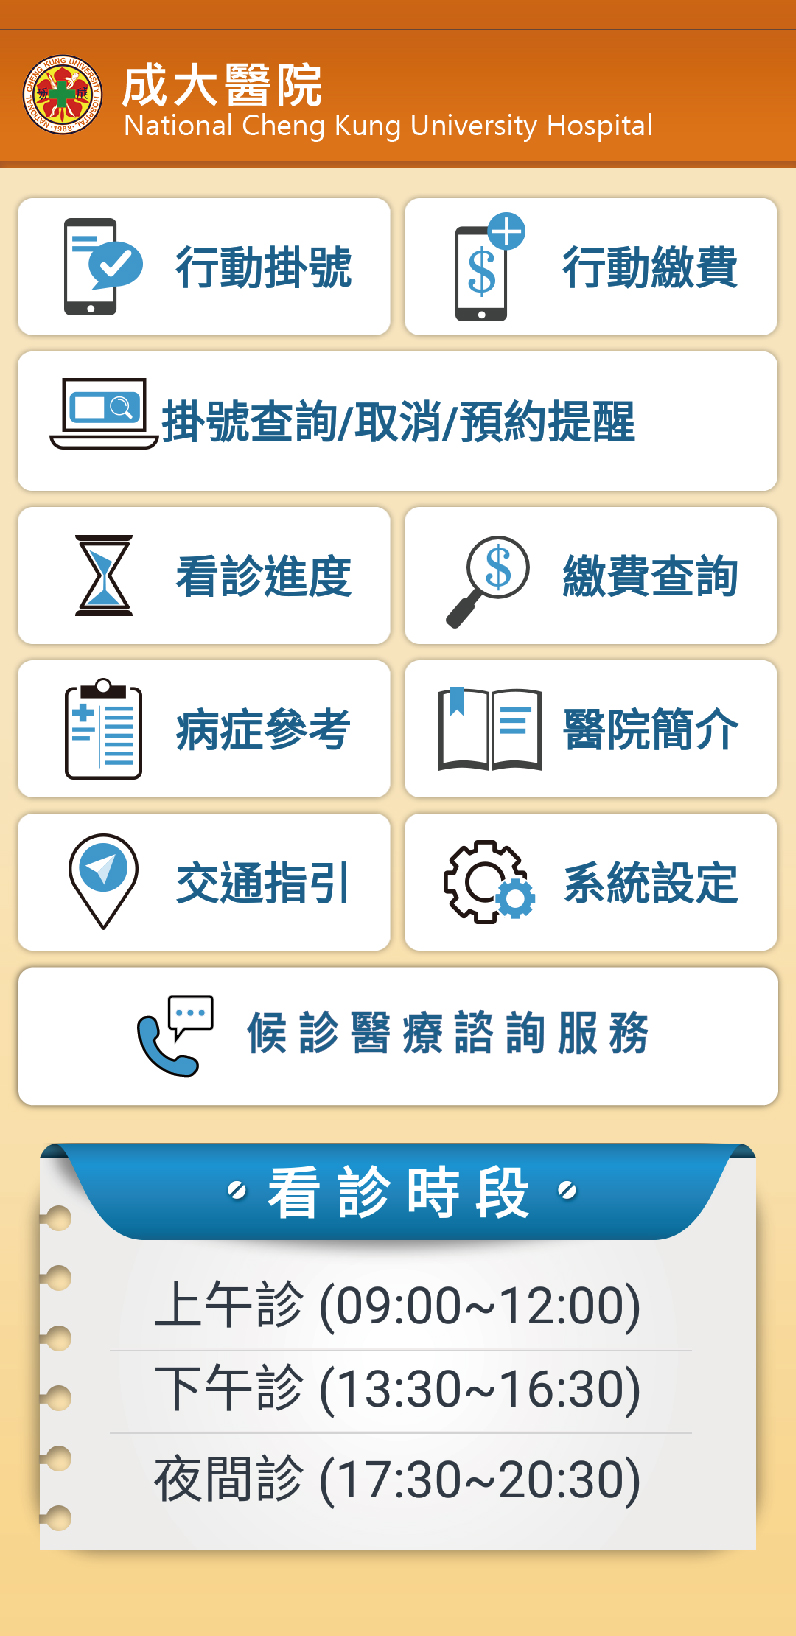 成大醫院
National Cheng Kung University Hospital
行動掛號
行動繳費
掛號查詢/取消/預約提醒
看診進度
繳費查詢
病症參考
醫院簡介
交通指引
系統設定
候診醫療諮詢服務
看診時段
上午診 (09:00~12:00)
下午診 (13:30~16:30)
夜間診 (17:30~20:30)